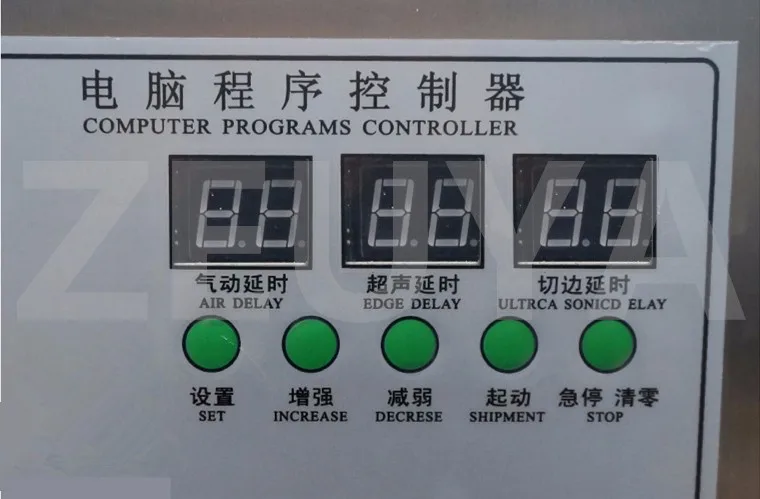 电脑程序控制器
COMPUTER PROGRAMS CONTROLLER
ZEUYA
气动延时 超声延时 切边延时
AIR DELAY EDGE DELAY ULTRCA SONICD ELAY
设置 增强 减弱 起动 急停 清零
SET INCREASE DECRESE SHIPMENT STOP